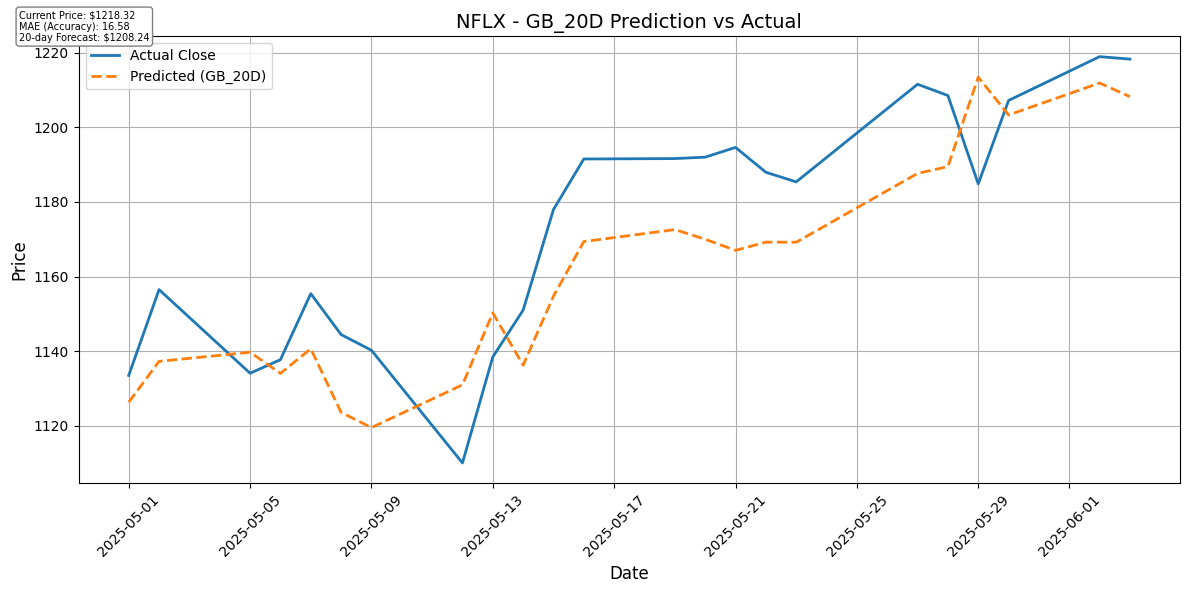 Current Price: $1218.32
MAE (Accuracy): 16.58
20-day Forecast: $1208.24
NFLX - GB_20D Prediction vs Actual
Actual Close
Predicted (GB_20D)
Price
1220
1200
1180
1160
1140
1120
2025-05-01
2025-05-05
2025-05-09
2025-05-13
2025-05-17
2025-05-21
2025-05-25
2025-05-29
2025-06-01
Date